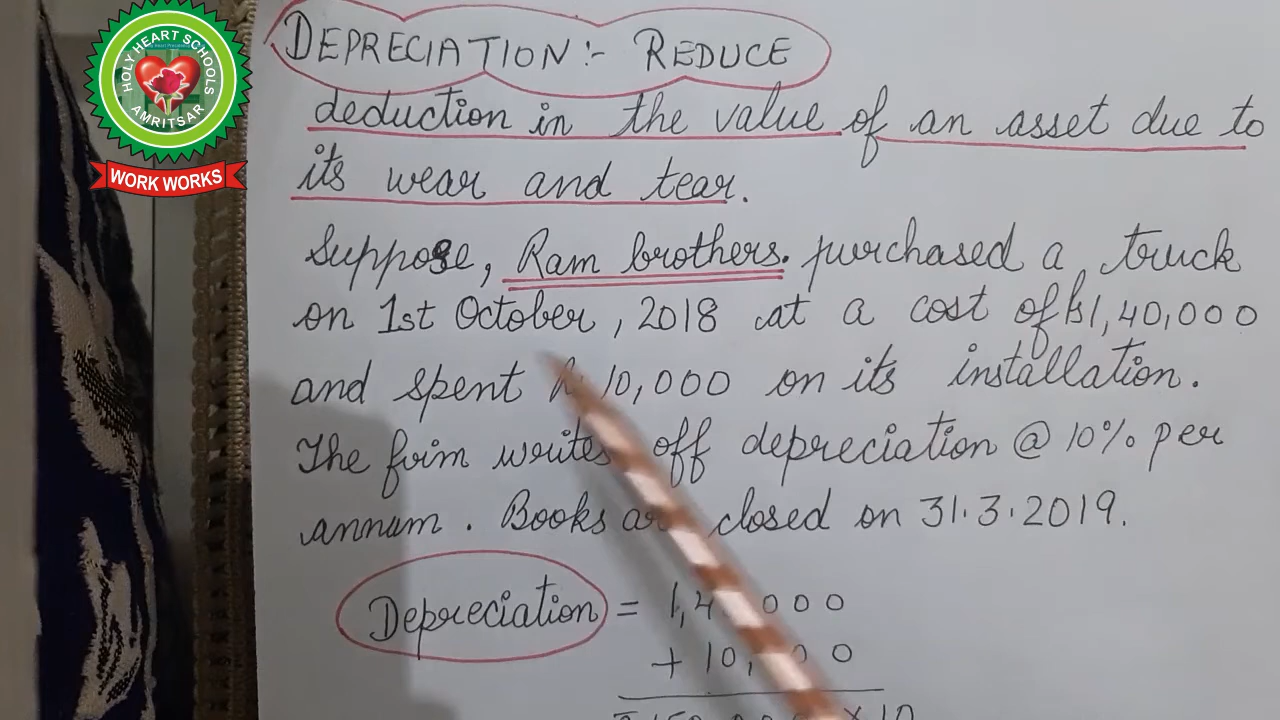 HOLY HEART SCHOOLS
AMRITSAR
WORK WORKS
DEPRECIATION:- REDUCE
deduction in the value of an asset due to
its wear and tear.
Suppose, Ram brothers. purchased a truck
on 1st October, 2018 at a cost of ₨1,40,000
and spent 10,000 on its installation.
The firm writes off depreciation @ 10% per
annum. Books closed on 31.3.2019.
Depreciation = 000
+ 10,
× 10